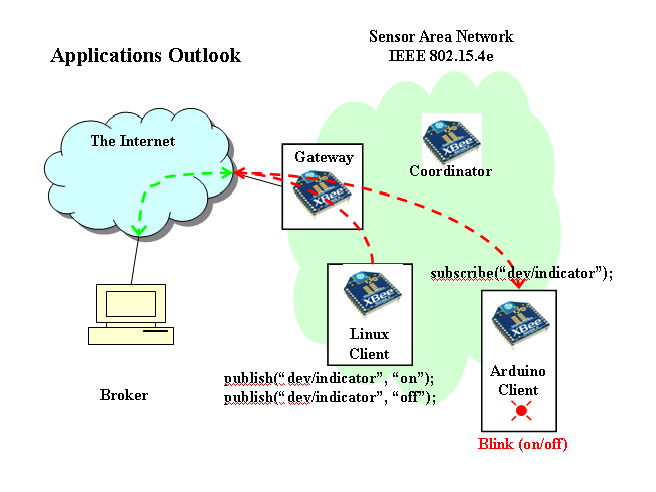 Applications Outlook
Sensor Area Network
IEEE 802.15.4e
The Internet
Gateway
XBee
XBee
Coordinator
subscribe(“dev/indicator”);
XBee
Linux
Client
XBee
Arduino
Client
publish(“dev/indicator”, “on”);
publish(“dev/indicator”, “off”);
Broker
Blink (on/off)